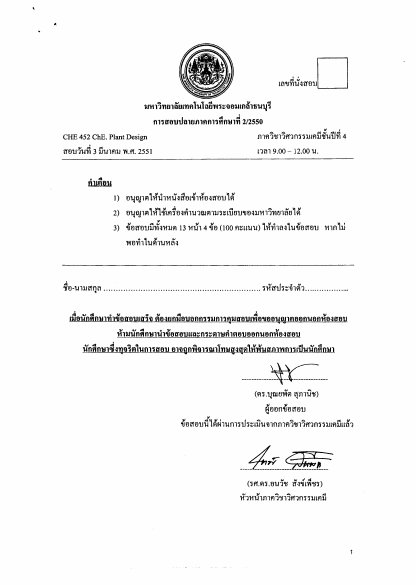 เลขที่นั่งสอบ
มหาวิทยาลัยเทคโนโลยีพระจอมเกล้าธนบุรี
การสอบปลายภาคการศึกษาที่ 2/2550
CHE 452 ChE. Plant Design ภาควิชาวิศวกรรมเคมีชั้นปีที่ 4
สอบวันที่ 3 มีนาคม พ.ศ. 2551 เวลา 9.00 – 12.00 น.
คำเตือน
1) อนุญาตให้นำหนังสือเข้าห้องสอบได้
2) อนุญาตให้ใช้เครื่องคำนวณตามระเบียบของมหาวิทยาลัยได้
3) ข้อสอบมีทั้งหมด 13 หน้า 4 ข้อ (100 คะแนน) ให้ทำลงในข้อสอบ หากไม่
พอทำในด้านหลัง
ชื่อ-นามสกุล .................................................... รหัสประจำตัว..................
เมื่อนักศึกษาทำข้อสอบเสร็จ ต้องยกมือบอกกรรมการคุมสอบเพื่อขออนุญาตออกนอกห้องสอบ
ห้ามนักศึกษานำข้อสอบและกระดาษคำตอบออกนอกห้องสอบ
นักศึกษาซึ่งทุจริตในการสอบ อาจถูกพิจารณาโทษสูงสุดให้พ้นสภาพการเป็นนักศึกษา
(ดร.บุณยพัต สุภานิช)
ผู้ออกข้อสอบ
ข้อสอบนี้ได้ผ่านการประเมินจากภาควิชาวิศวกรรมเคมีแล้ว
(รศ.ดร.อนวัช สังข์เพ็ชร)
หัวหน้าภาควิชาวิศวกรรมเคมี
1